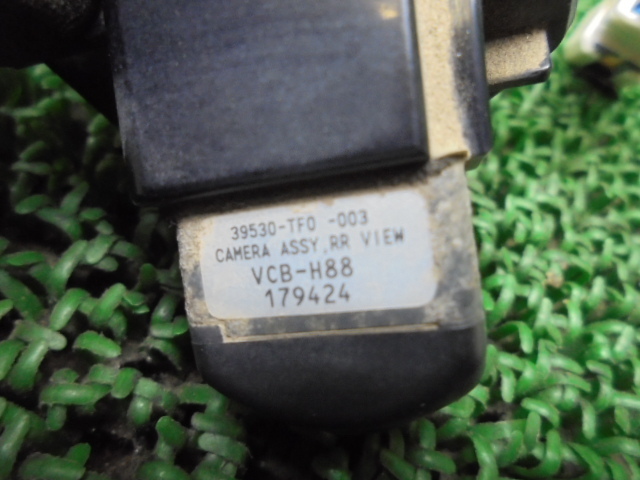 39530-TF0 -003
CAMERA ASSY,RR VIEW
VCB-H88
179424